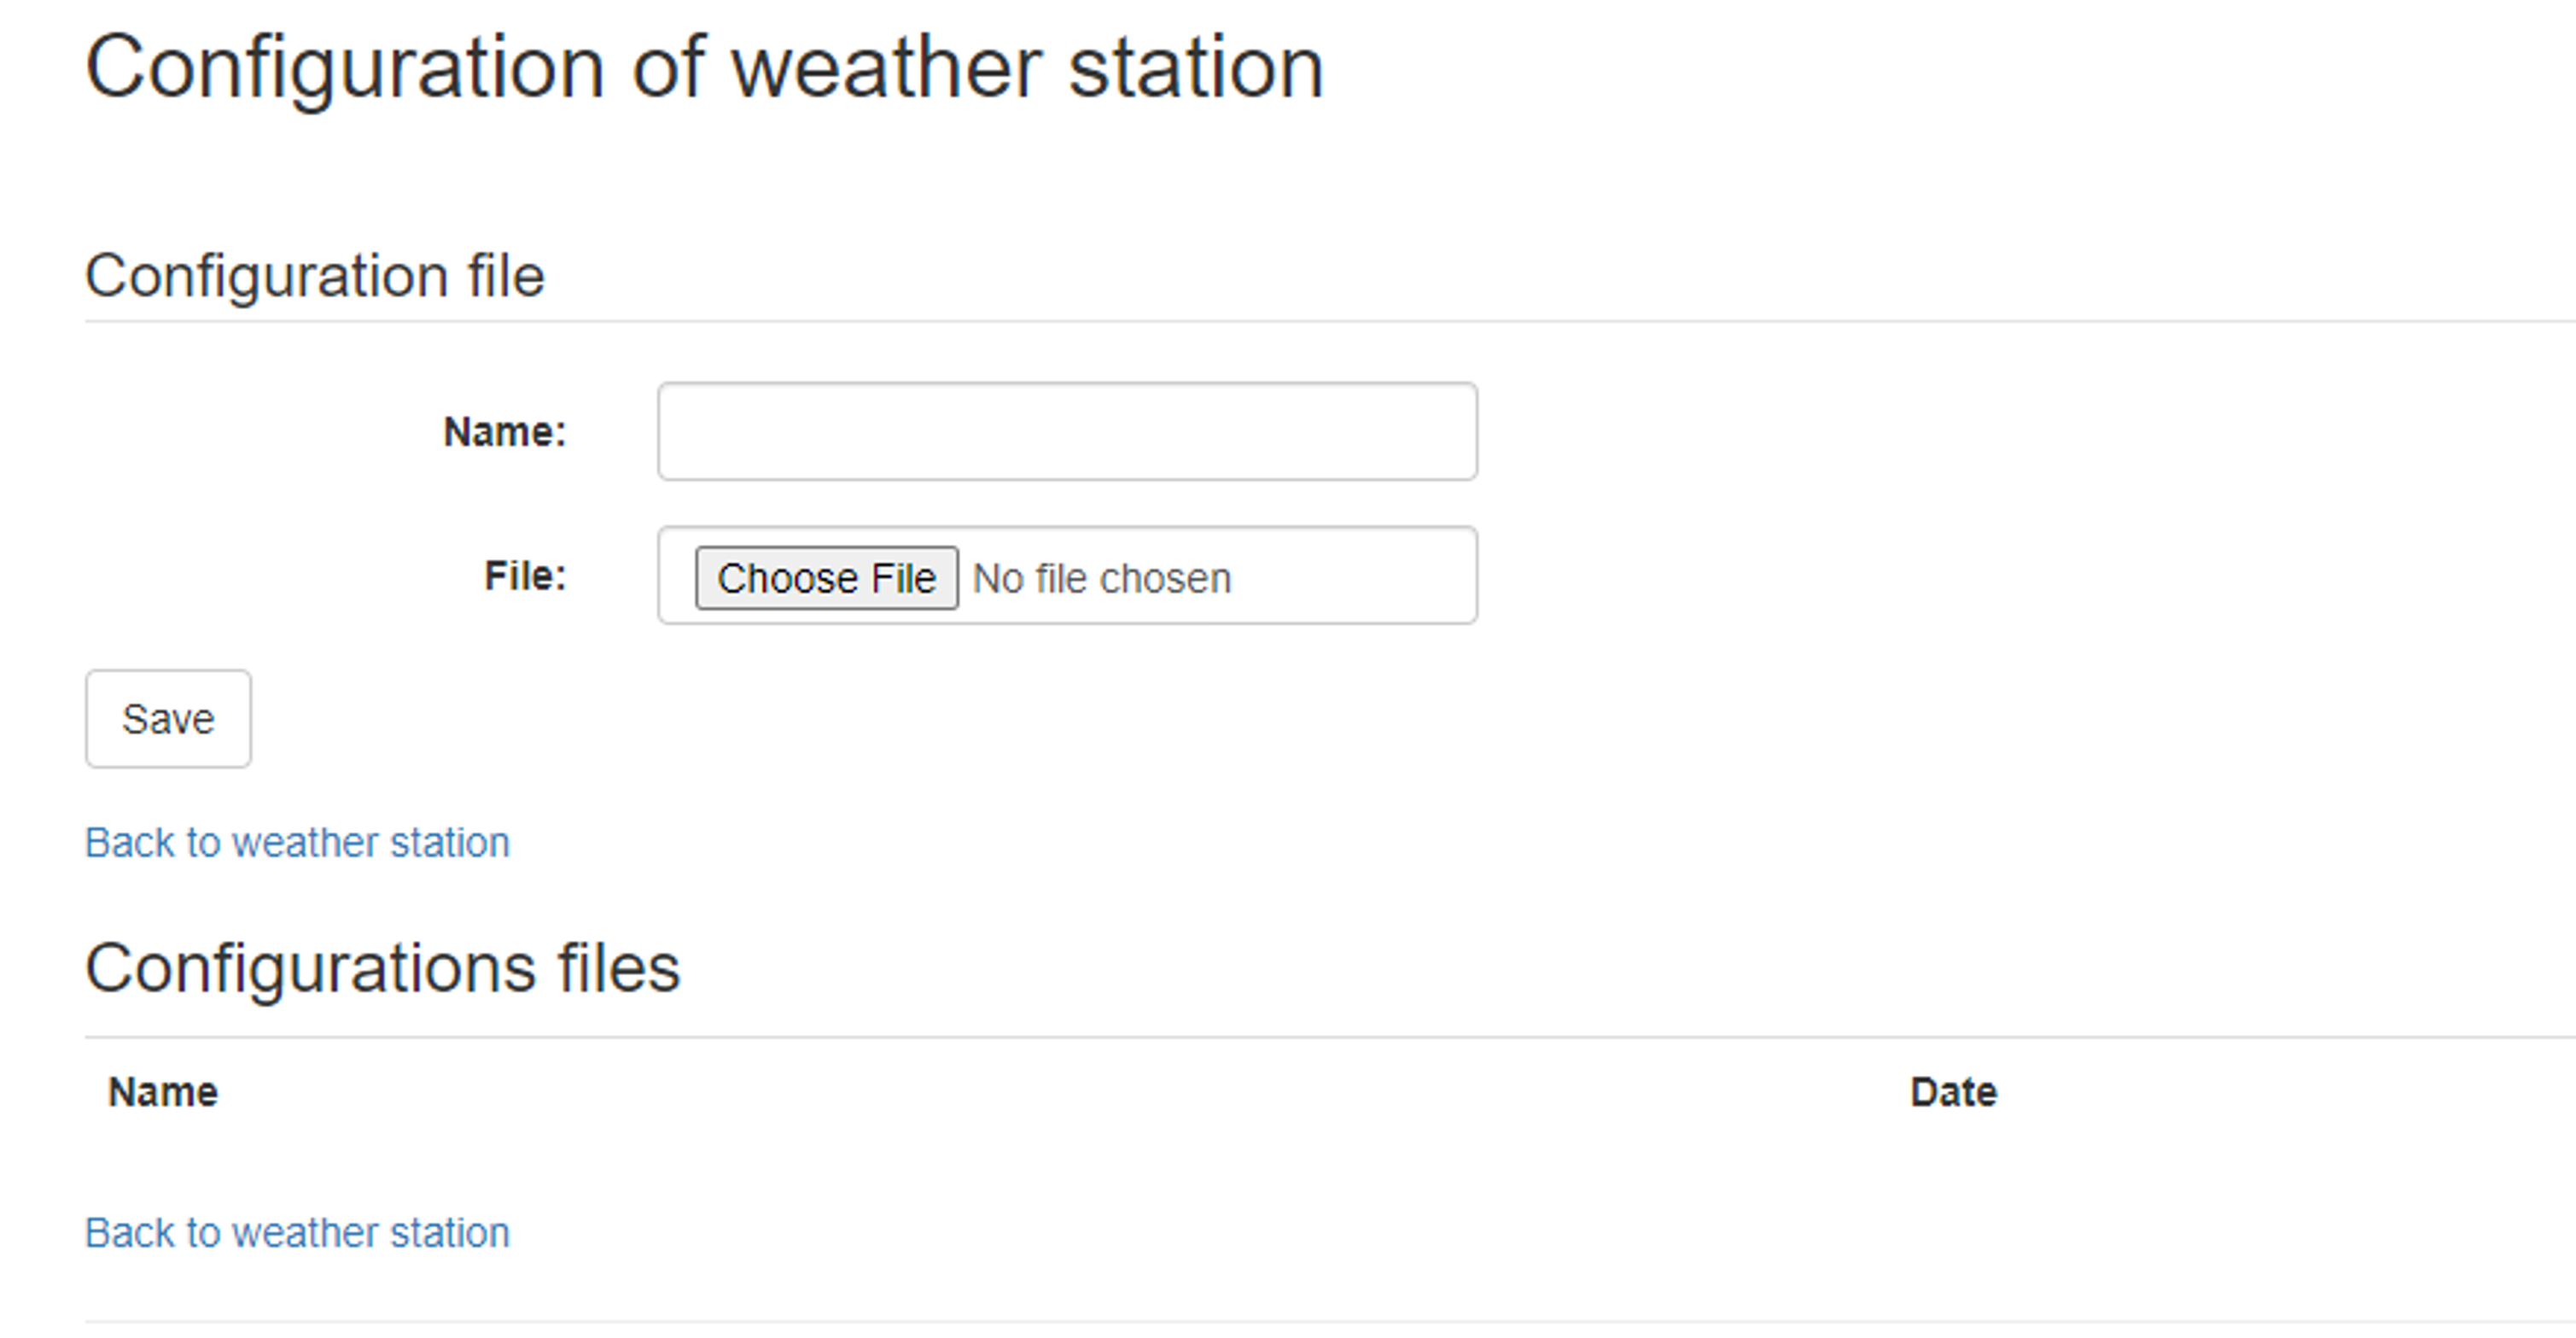 Configuration of weather station
Configuration file
Name:
File: Choose File No file chosen
Save
Back to weather station
Configurations files
Name Date
Back to weather station